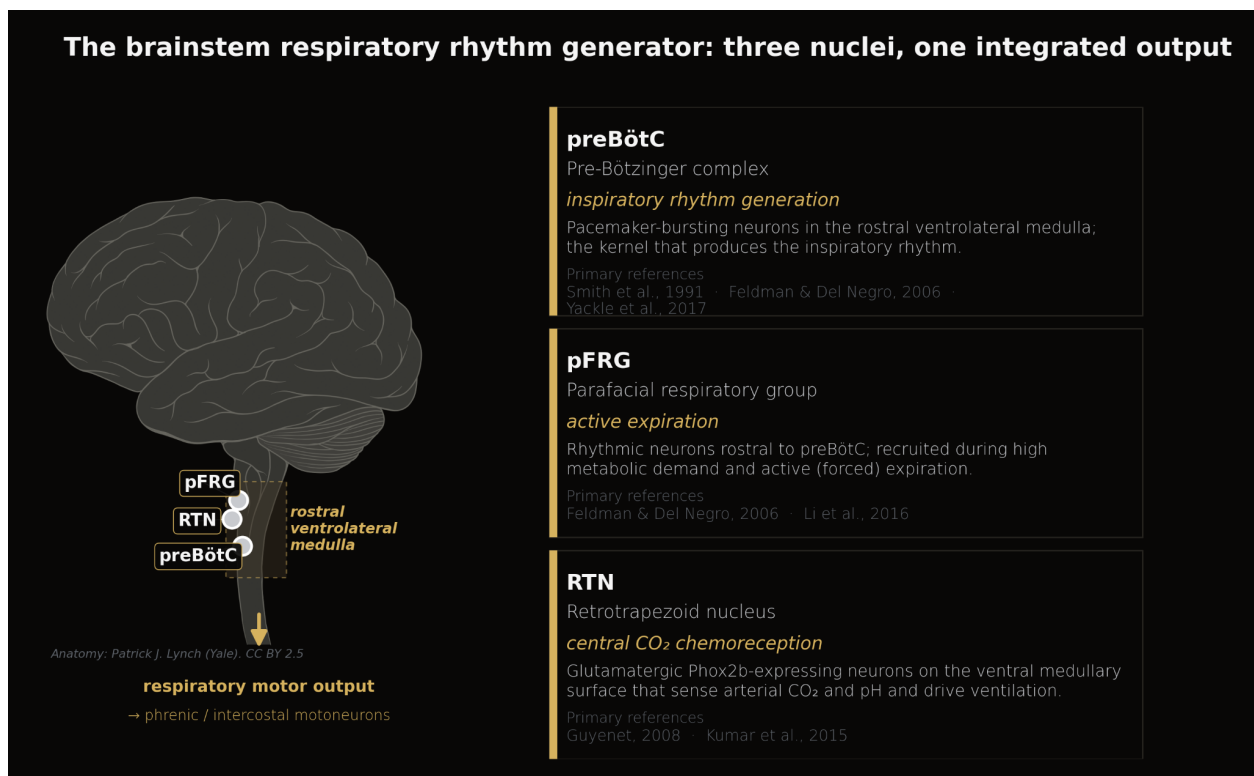 The brainstem respiratory rhythm generator: three nuclei, one integrated output
pFRG
RTN
preBötC
rostral
ventrolateral
medulla
Anatomy: Patrick J. Lynch (Yale). CC BY 2.5
respiratory motor output
→ phrenic / intercostal motoneurons
preBötC
Pre-Bötzinger complex
inspiratory rhythm generation
Pacemaker-bursting neurons in the rostral ventrolateral medulla;
the kernel that produces the inspiratory rhythm.
Primary references
Smith et al., 1991 · Feldman & Del Negro, 2006 ·
Yackle et al., 2017
pFRG
Parafacial respiratory group
active expiration
Rhythmic neurons rostral to preBötC; recruited during high
metabolic demand and active (forced) expiration.
Primary references
Feldman & Del Negro, 2006 · Li et al., 2016
RTN
Retrotrapezoid nucleus
central CO₂ chemoreception
Glutamatergic Phox2b-expressing neurons on the ventral medullary
surface that sense arterial CO₂ and pH and drive ventilation.
Primary references
Guyenet, 2008 · Kumar et al., 2015